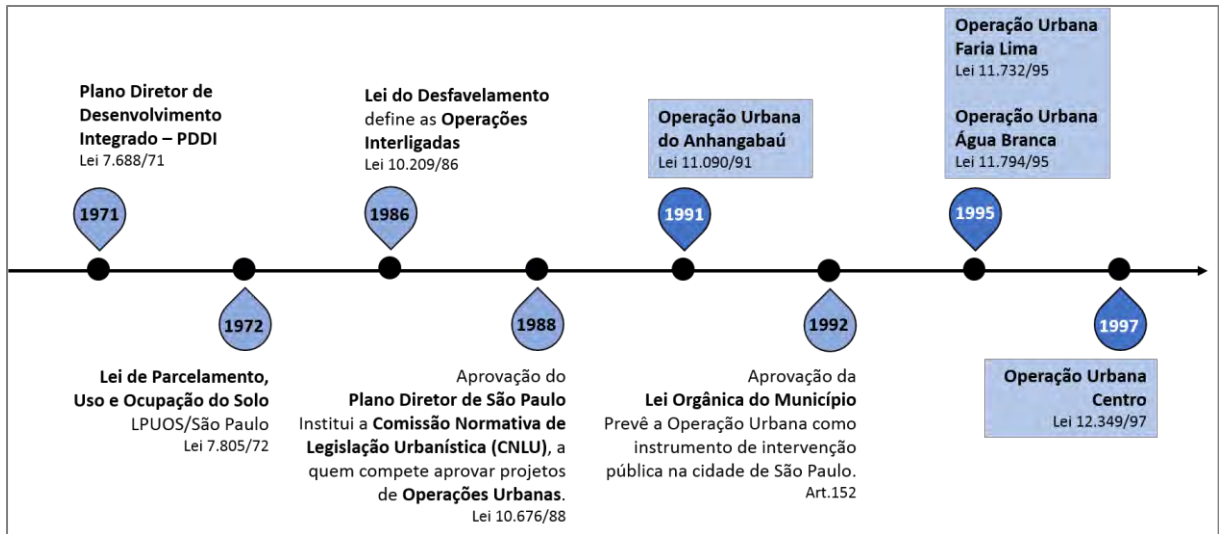 Plano Diretor de
Desenvolvimento
Integrado – PDDI
Lei 7.688/71
1971
Lei do Desfavelamento
define as Operações
Interligadas
Lei 10.209/86
1986
Operação Urbana
do Anhangabaú
Lei 11.090/91
1991
Operação Urbana
Faria Lima
Lei 11.732/95
Operação Urbana
Água Branca
Lei 11.794/95
1995
1972
Lei de Parcelamento,
Uso e Ocupação do Solo
LPUOS/São Paulo
Lei 7.805/72
1988
Aprovação do
Plano Diretor de São Paulo
Institui a Comissão Normativa de
Legislação Urbanística (CNLU), a
quem compete aprovar projetos
de Operações Urbanas.
Lei 10.676/88
1992
Aprovação da
Lei Orgânica do Município
Prevê a Operação Urbana como
instrumento de intervenção
pública na cidade de São Paulo.
Art.152
1997
Operação Urbana
Centro
Lei 12.349/97